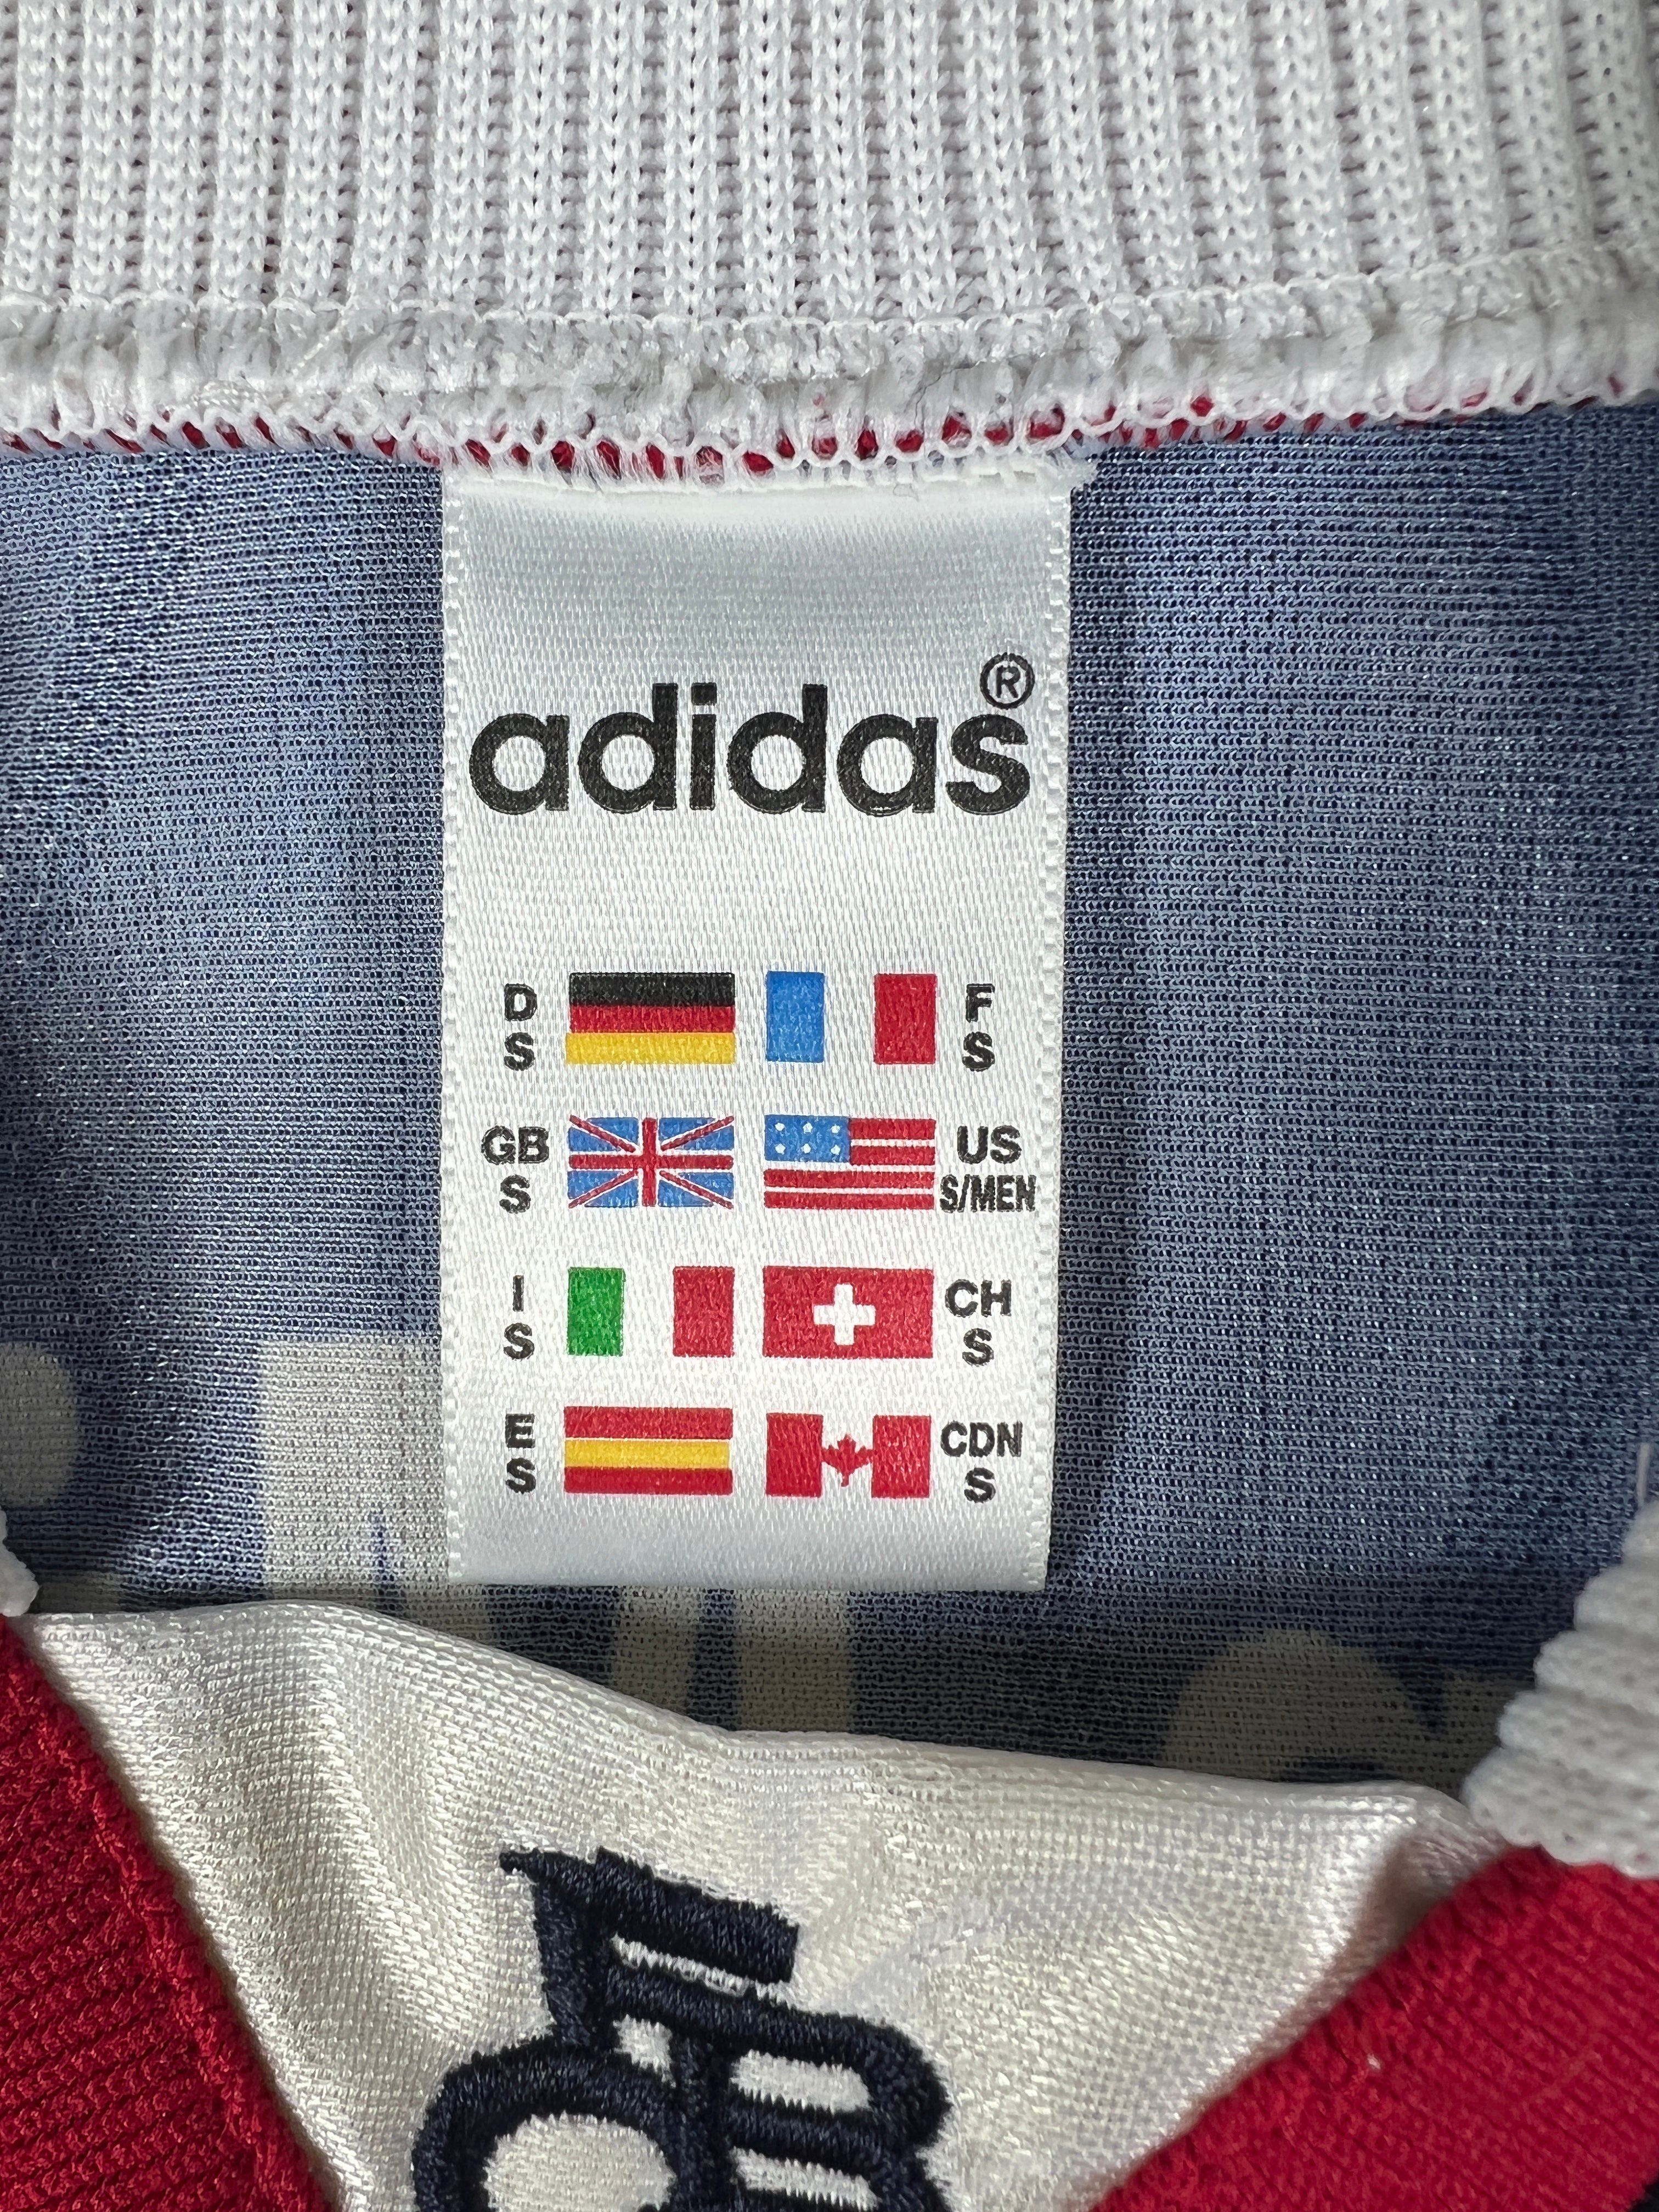 adidas®
D F
S S
GB US
S S/MEN
I CH
S S
E CDN
S S